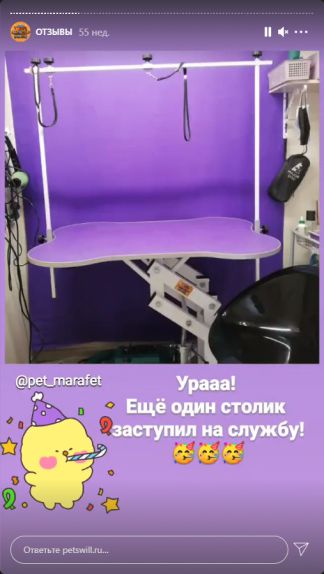 ОТЗЫВЫ 55 нед.
@pet_marafet
Урааа!
Ещё один столик
заступил на службу!
🥳🥳🥳
Ответьте petswill.ru...